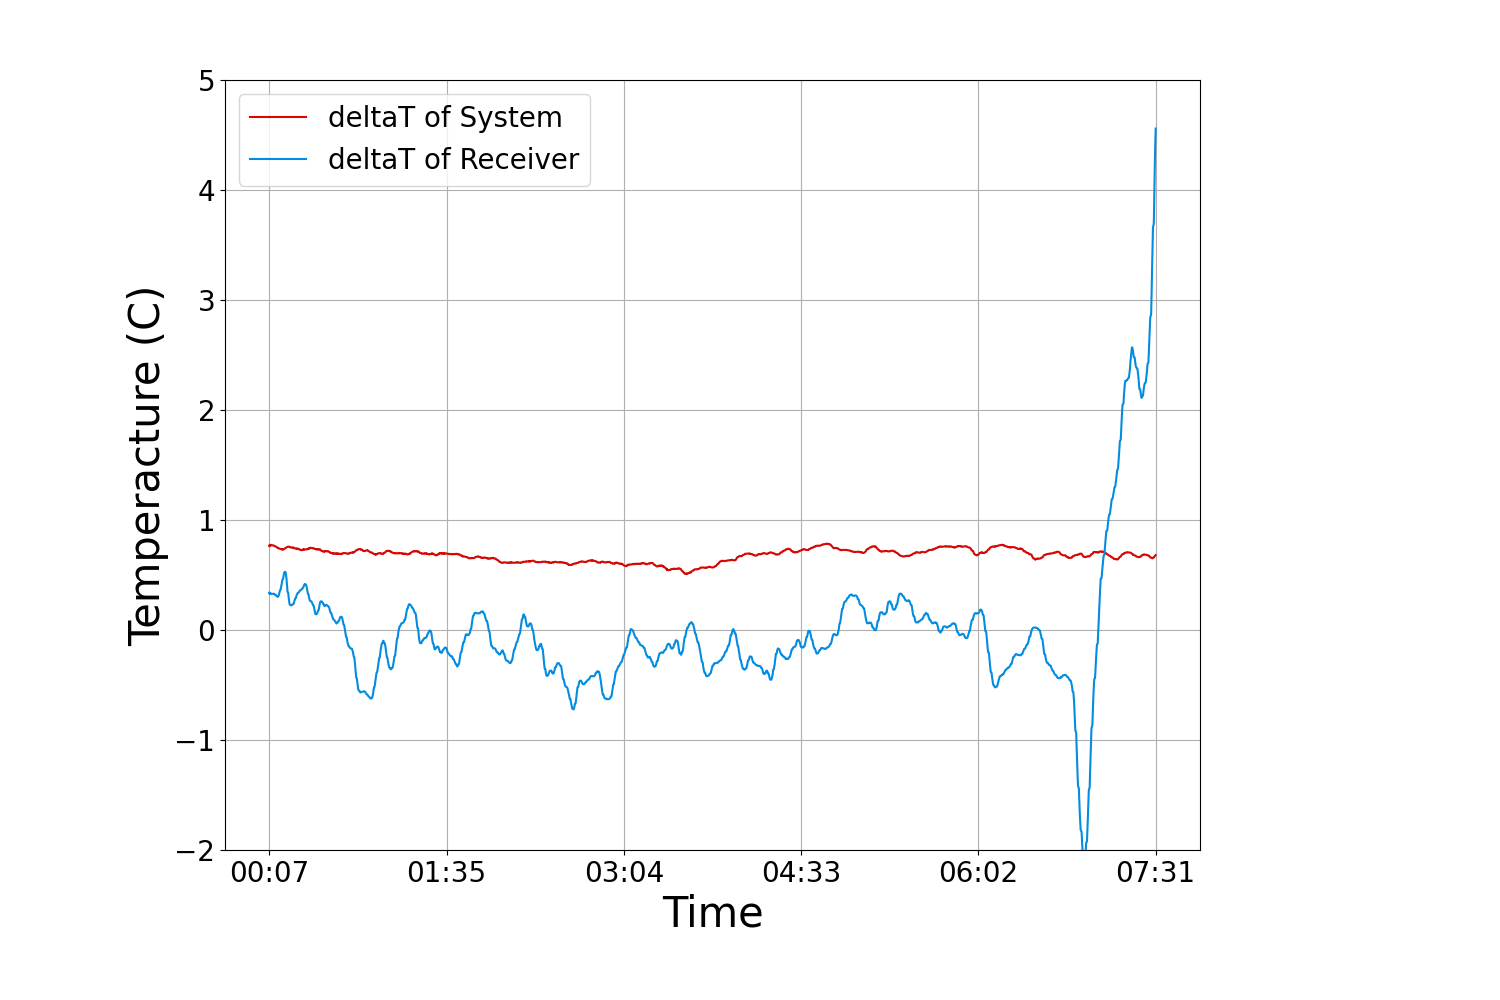 deltaT of System
deltaT of Receiver
Temperacture (C)
5
4
3
2
1
0
−1
−2
00:07 01:35 03:04 04:33 06:02 07:31
Time